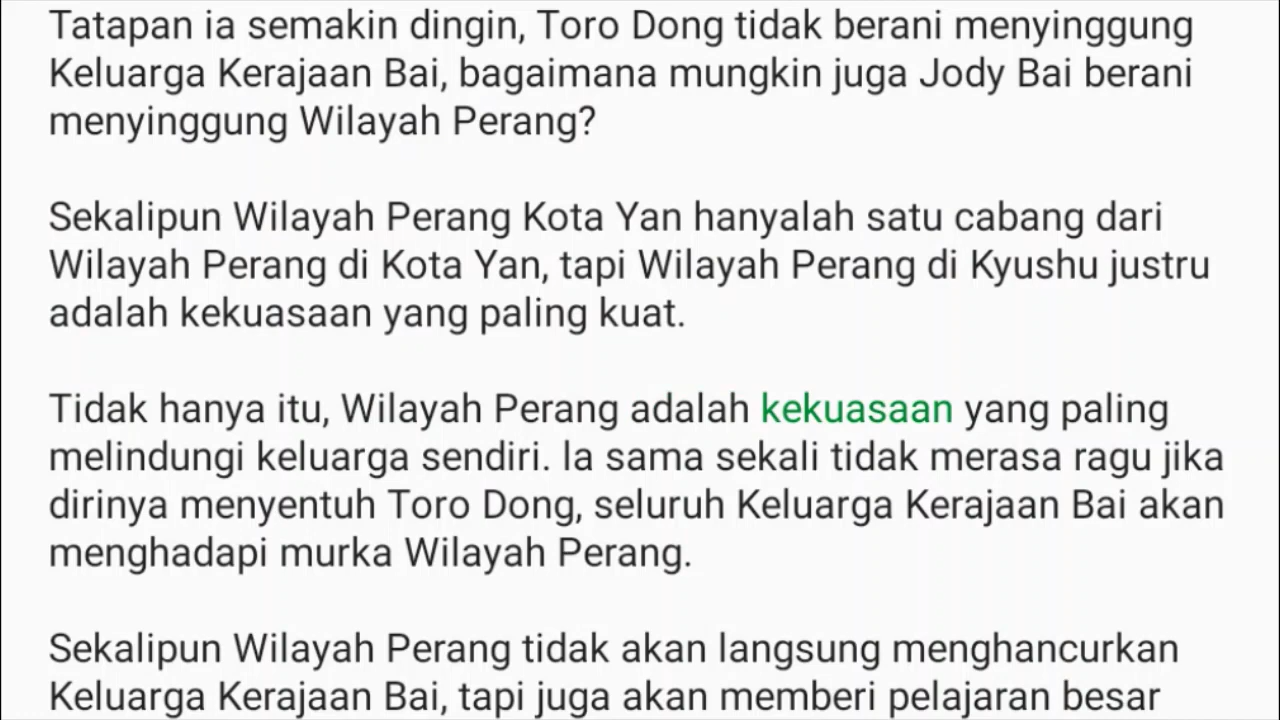 Tatapan ia semakin dingin, Toro Dong tidak berani menyinggung
Keluarga Kerajaan Bai, bagaimana mungkin juga Jody Bai berani
menyinggung Wilayah Perang?
Sekalipun Wilayah Perang Kota Yan hanyalah satu cabang dari
Wilayah Perang di Kota Yan, tapi Wilayah Perang di Kyushu justru
adalah kekuasaan yang paling kuat.
Tidak hanya itu, Wilayah Perang adalah kekuasaan yang paling
melindungi keluarga sendiri. Ia sama sekali tidak merasa ragu jika
dirinya menyentuh Toro Dong, seluruh Keluarga Kerajaan Bai akan
menghadapi murka Wilayah Perang.
Sekalipun Wilayah Perang tidak akan langsung menghancurkan
Keluarga Kerajaan Bai, tapi juga akan memberi pelajaran besar